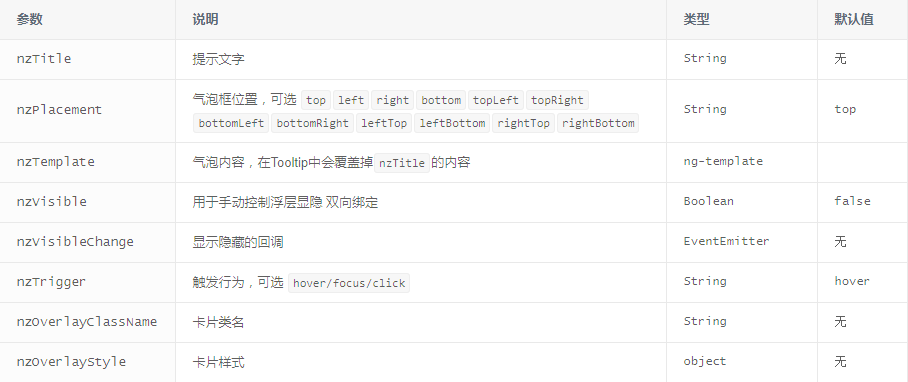 参数 说明 类型 默认值
nzTitle 提示文字 String 无
nzPlacement 气泡框位置，可选 top left right bottom topLeft topRight String top
bottomLeft bottomRight leftTop leftBottom rightTop rightBottom
nzTemplate 气泡内容，在Tooltip中会覆盖掉 nzTitle 的内容 ng-template
nzVisible 用于手动控制浮层显隐 双向绑定 Boolean false
nzVisibleChange 显示隐藏的回调 EventEmitter 无
nzTrigger 触发行为，可选 hover/focus/click String hover
nzOverlayClassName 卡片类名 String 无
nzOverlayStyle 卡片样式 object 无